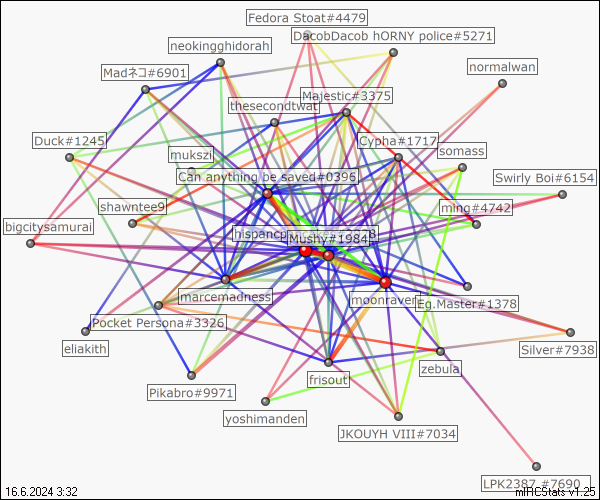 Fedora Stoat#4479
DacobDacob hORNY police#5271
neokingghidorah
normalwan
Madネコ#6901
Majestic#3375
thesecondtwat
Duck#1245
Cypha#1717
somass
mukszi
Can anything be saved#0396
Swirly Boi#6154
shawntee9
ming#4742
bigcitysamurai
Mushy#1984
marcemadness
moonraven
Eg.Master#1378
Pocket Persona#3326
eliakith
Silver#7938
zebula
frisout
Pikabro#9971
yoshimanden
JKOUYH VIII#7034
LPK2387 #7690
16.6.2024 3:32
mIRCStats v1.25